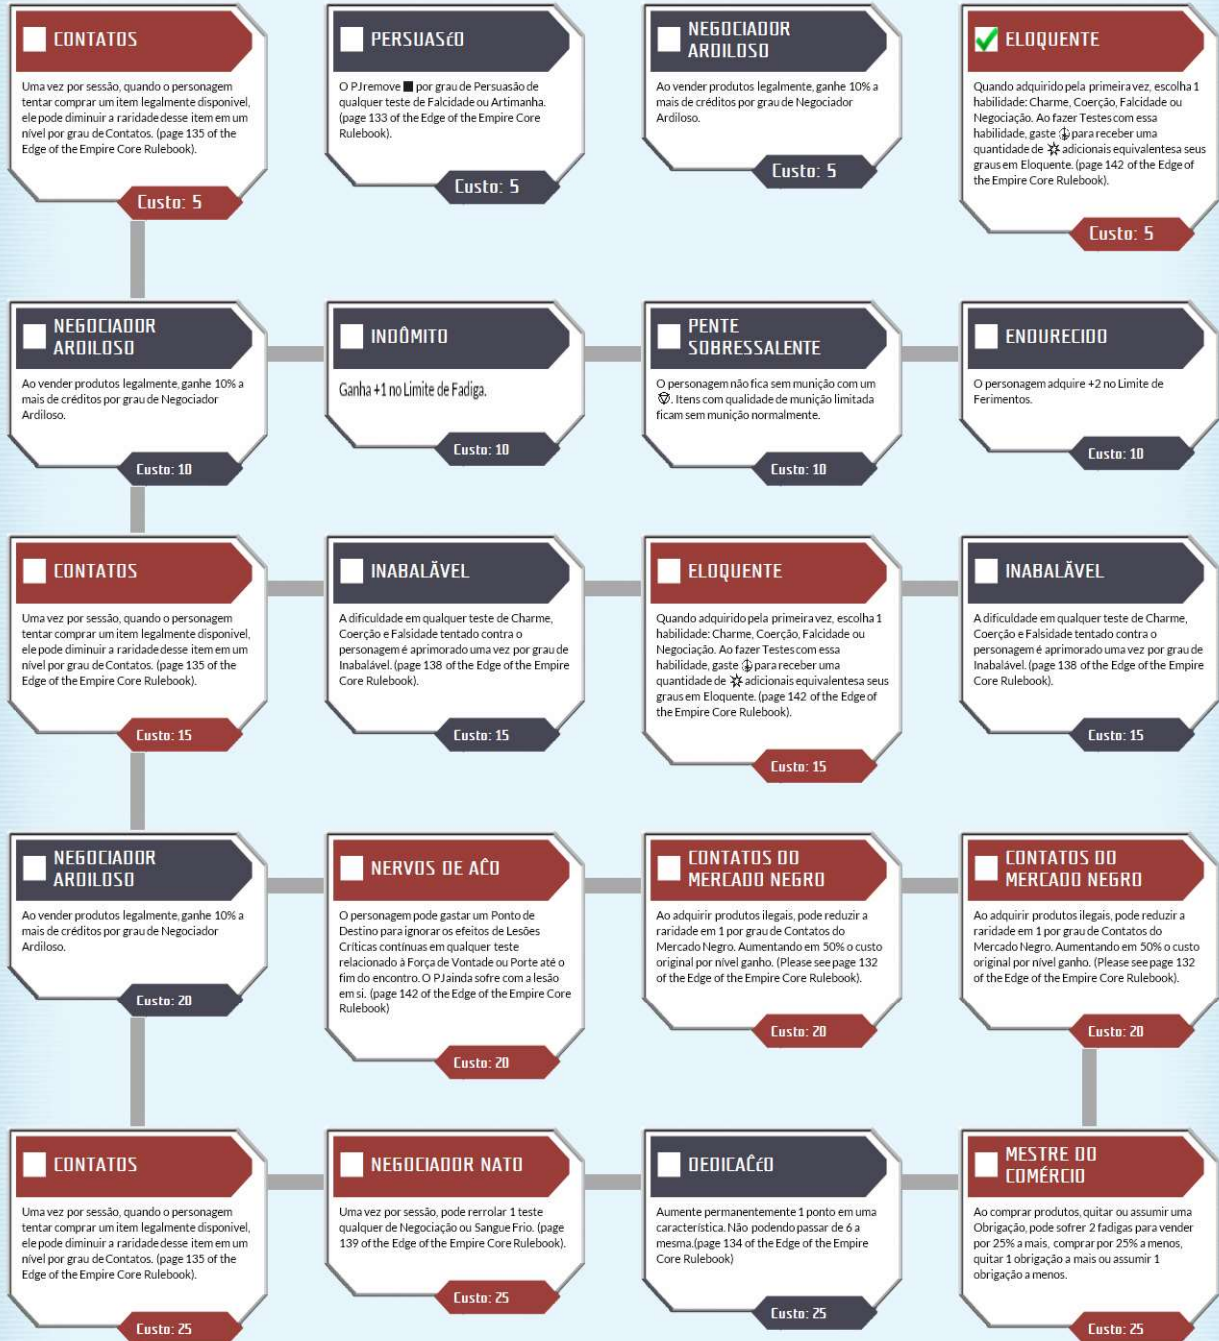 CONTATOS
Uma vez por sessão, quando o personagem
tentar comprar um item legalmente disponivel,
ele pode diminuir a raridade desse item em um
nível por grau de Contatos. (page 135 of the
Edge of the Empire Core Rulebook).
Custo: 5
PERSUASéO
O PJ remove ■ por grau de Persuasão de
qualquer teste de Falcidade ou Artimanha.
(page 133 of the Edge of the Empire Core
Rulebook).
Custo: 5
NEGOCIADOR
ARDILOSO
Ao vender produtos legalmente, ganhe 10% a
mais de créditos por grau de Negociador
Ardiloso.
Custo: 5
ELOQUENTE
Quando adquirido pela primeira vez, escolha 1
habilidade: Charme, Coerção, Falcidade ou
Negociação. Ao fazer Testes com essa
habilidade, gaste para receber uma
quantidade de adicionais equivalentes a seus
graus em Eloquente. (page 142 of the Edge of
the Empire Core Rulebook).
Custo: 5
NEGOCIADOR
ARDILOSO
Ao vender produtos legalmente, ganhe 10% a
mais de créditos por grau de Negociador
Ardiloso.
Custo: 10
INDÔMITO
Ganha +1 no Limite de Fadiga.
Custo: 10
PENTE
SOBRESSALENTE
O personagem não fica sem munição com um
. Itens com qualidade de munição limitada
ficam sem munição normalmente.
Custo: 10
ENDURECIDO
O personagem adquire +2 no Limite de
Ferimentos.
Custo: 10
CONTATOS
Uma vez por sessão, quando o personagem
tentar comprar um item legalmente disponivel,
ele pode diminuir a raridade desse item em um
nível por grau de Contatos. (page 135 of the
Edge of the Empire Core Rulebook).
Custo: 15
INABALĂVEL
A dificuldade em qualquer teste de Charme,
Coerção e Falsidade tentado contra o
personagem é aprimorado uma vez por grau de
Inabalável. (page 138 of the Edge of the Empire
Core Rulebook).
Custo: 15
ELOQUENTE
Quando adquirido pela primeira vez, escolha 1
habilidade: Charme, Coerção, Falcidade ou
Negociação. Ao fazer Testes com essa
habilidade, gaste para receber uma
quantidade de adicionais equivalentes a seus
graus em Eloquente. (page 142 of the Edge of
the Empire Core Rulebook).
Custo: 15
INABALĂVEL
A dificuldade em qualquer teste de Charme,
Coerção e Falsidade tentado contra o
personagem é aprimorado uma vez por grau de
Inabalável. (page 138 of the Edge of the Empire
Core Rulebook).
Custo: 15
NEGOCIADOR
ARDILOSO
Ao vender produtos legalmente, ganhe 10% a
mais de créditos por grau de Negociador
Ardiloso.
Custo: 20
NERVOS DE AĈO
O personagem pode gastar um Ponto de
Destino para ignorar os efeitos de Lesões
Críticas contínuas em qualquer teste
relacionado à Força de Vontade ou Porte até o
fim do encontro. O PJ ainda sofre com a lesão
em si. (page 142 of the Edge of the Empire Core
Rulebook)
Custo: 20
CONTATOS DO
MERCADO NEGRO
Ao adquirir produtos ilegais, pode reduzir a
raridade em 1 por grau de Contatos do
Mercado Negro. Aumentando em 50% o custo
original por nível ganho. (Please see page 132
of the Edge of the Empire Core Rulebook).
Custo: 20
CONTATOS DO
MERCADO NEGRO
Ao adquirir produtos ilegais, pode reduzir a
raridade em 1 por grau de Contatos do
Mercado Negro. Aumentando em 50% o custo
original por nível ganho. (Please see page 132
of the Edge of the Empire Core Rulebook).
Custo: 20
CONTATOS
Uma vez por sessão, quando o personagem
tentar comprar um item legalmente disponivel,
ele pode diminuir a raridade desse item em um
nível por grau de Contatos. (page 135 of the
Edge of the Empire Core Rulebook).
Custo: 25
NEGOCIADOR NATO
Uma vez por sessão, pode rerrolar 1 teste
qualquer de Negociação ou Sangue Frio. (page
139 of the Edge of the Empire Core Rulebook).
Custo: 25
DEDICAĈéO
Aumente permanentemente 1 ponto em uma
característica. Não podendo passar de 6 a
mesma.(page 134 of the Edge of the Empire
Core Rulebook)
Custo: 25
MESTRE DO
COMÉRCIO
Ao comprar produtos, quitar ou assumir uma
Obrigação, pode sofrer 2 fadigas para vender
por 25% a mais, comprar por 25% a menos,
quitar 1 obrigação a mais ou assumir 1
obrigação a menos.
Custo: 25